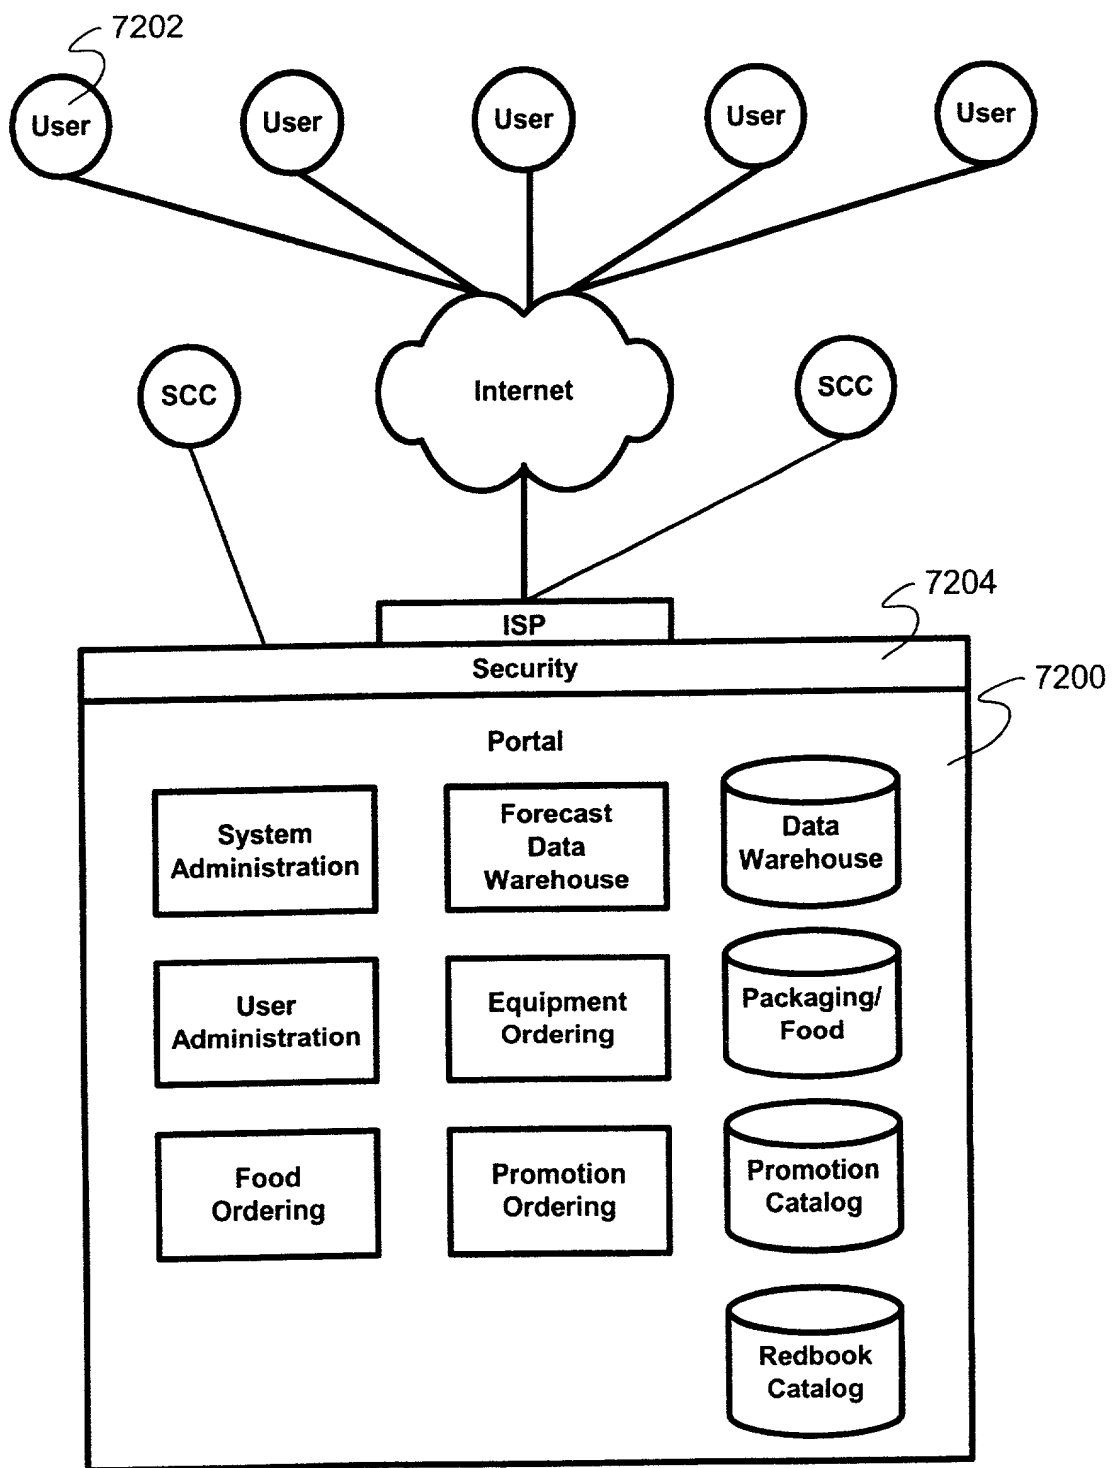 7202
User
User
User
User
User
Internet
SCC
SCC
7204
ISP
Security
7200
Portal
System
Administration
Forecast
Data
Warehouse
Data
Warehouse
User
Administration
Equipment
Ordering
Packaging/
Food
Food
Ordering
Promotion
Ordering
Promotion
Catalog
Redbook
Catalog